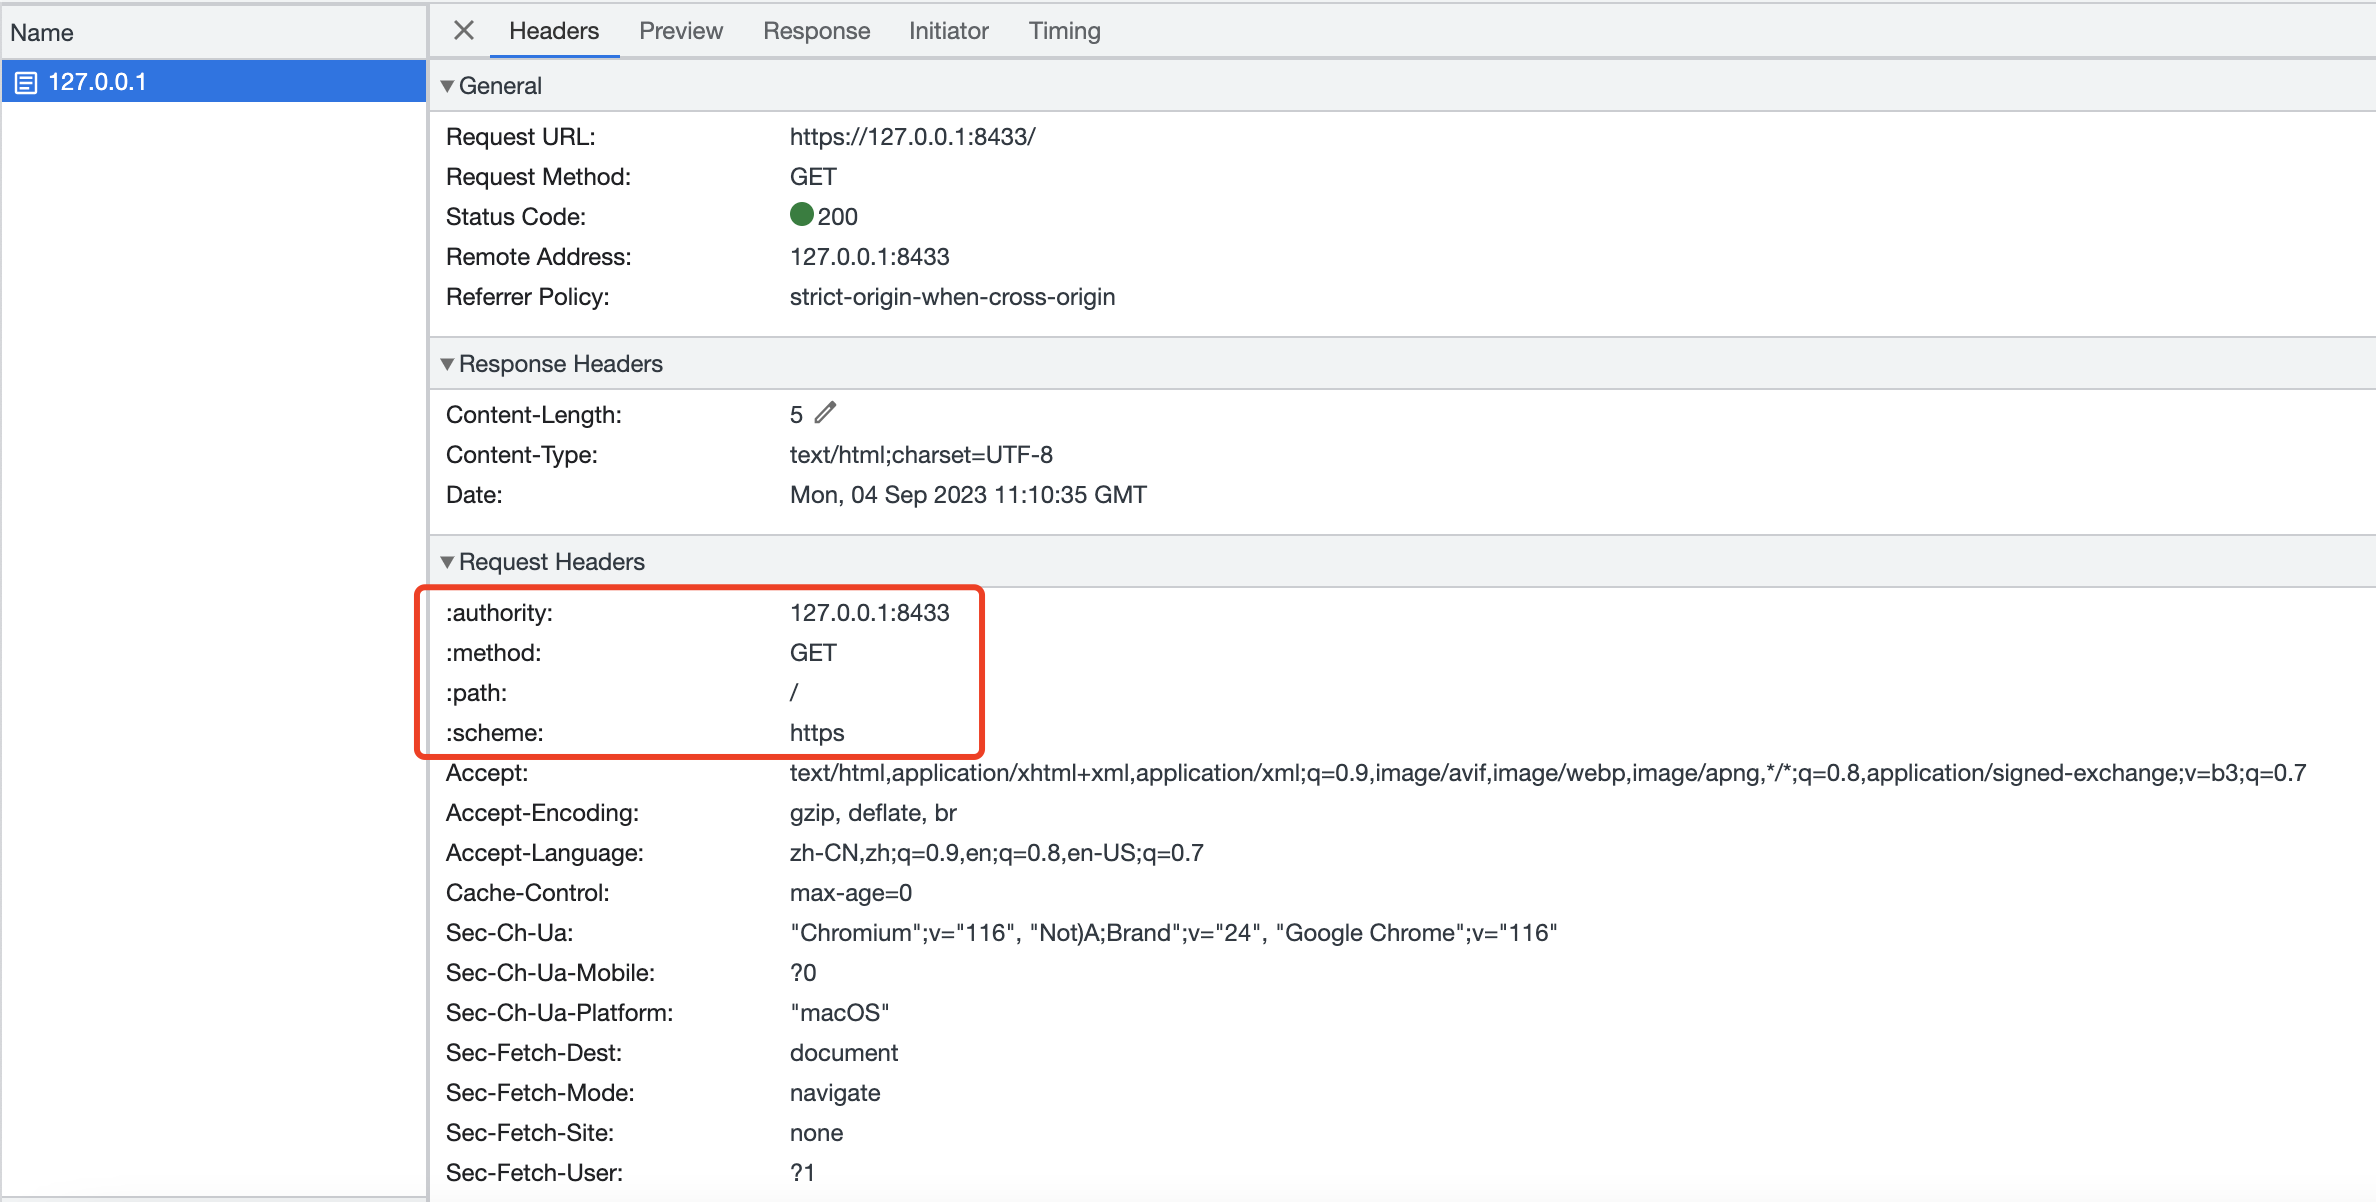 Name
127.0.0.1
Headers Preview Response Initiator Timing
General
Request URL: https://127.0.0.1:8433/
Request Method: GET
Status Code: 200
Remote Address: 127.0.0.1:8433
Referrer Policy: strict-origin-when-cross-origin
Response Headers
Content-Length: 5
Content-Type: text/html;charset=UTF-8
Date: Mon, 04 Sep 2023 11:10:35 GMT
Request Headers
:authority: 127.0.0.1:8433
:method: GET
:path: /
:scheme: https
Accept: text/html,application/xhtml+xml,application/xml;q=0.9,image/avif,image/webp,image/apng,*/*;q=0.8,application/signed-exchange;v=b3;q=0.7
Accept-Encoding: gzip, deflate, br
Accept-Language: zh-CN,zh;q=0.9,en;q=0.8,en-US;q=0.7
Cache-Control: max-age=0
Sec-Ch-Ua: "Chromium";v="116", "Not)A;Brand";v="24", "Google Chrome";v="116"
Sec-Ch-Ua-Mobile: ?0
Sec-Ch-Ua-Platform: "macOS"
Sec-Fetch-Dest: document
Sec-Fetch-Mode: navigate
Sec-Fetch-Site: none
Sec-Fetch-User: ?1